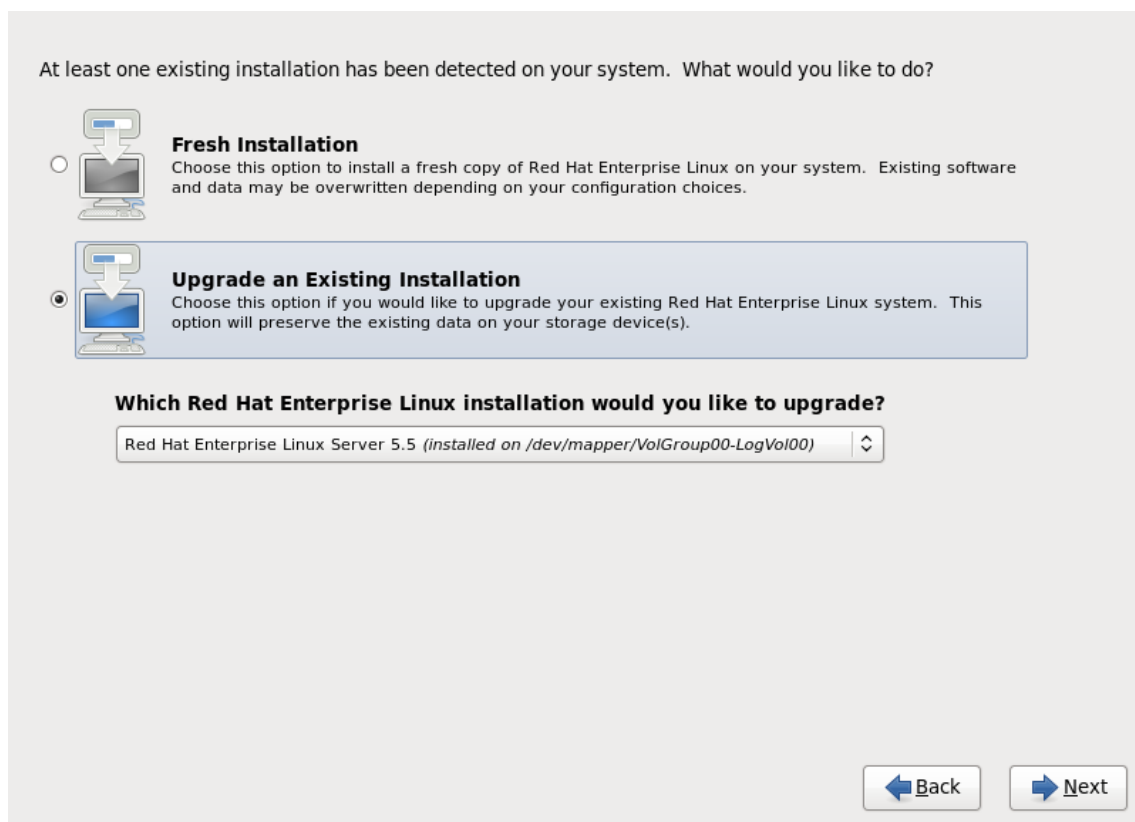 At least one existing installation has been detected on your system.  What would you like to do?
Fresh Installation
Choose this option to install a fresh copy of Red Hat Enterprise Linux on your system.  Existing software
and data may be overwritten depending on your configuration choices.
Upgrade an Existing Installation
Choose this option if you would like to upgrade your existing Red Hat Enterprise Linux system.  This
option will preserve the existing data on your storage device(s).
Which Red Hat Enterprise Linux installation would you like to upgrade?
Red Hat Enterprise Linux Server 5.5 (installed on /dev/mapper/VolGroup00-LogVol00)
Back
Next